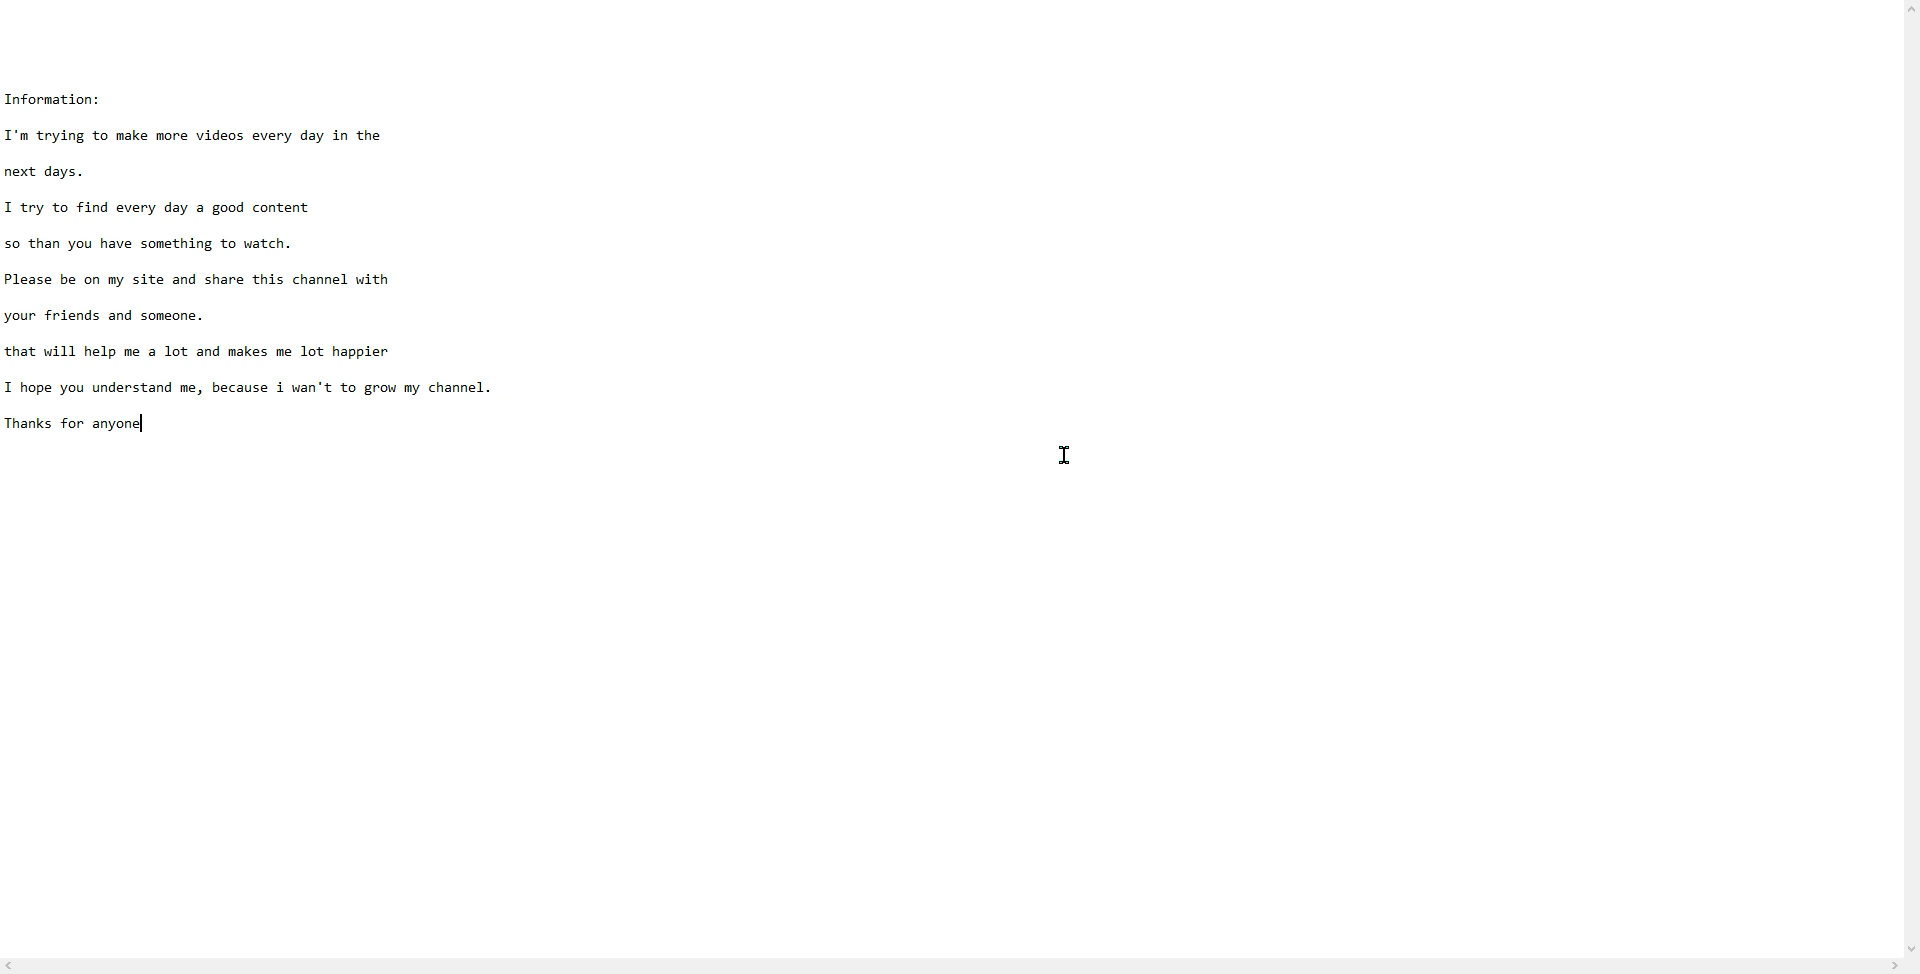 Information:
I'm trying to make more videos every day in the
next days.
I try to find every day a good content
so than you have something to watch.
Please be on my site and share this channel with
your friends and someone.
that will help me a lot and makes me lot happier
I hope you understand me, because i wan't to grow my channel.
Thanks for anyone